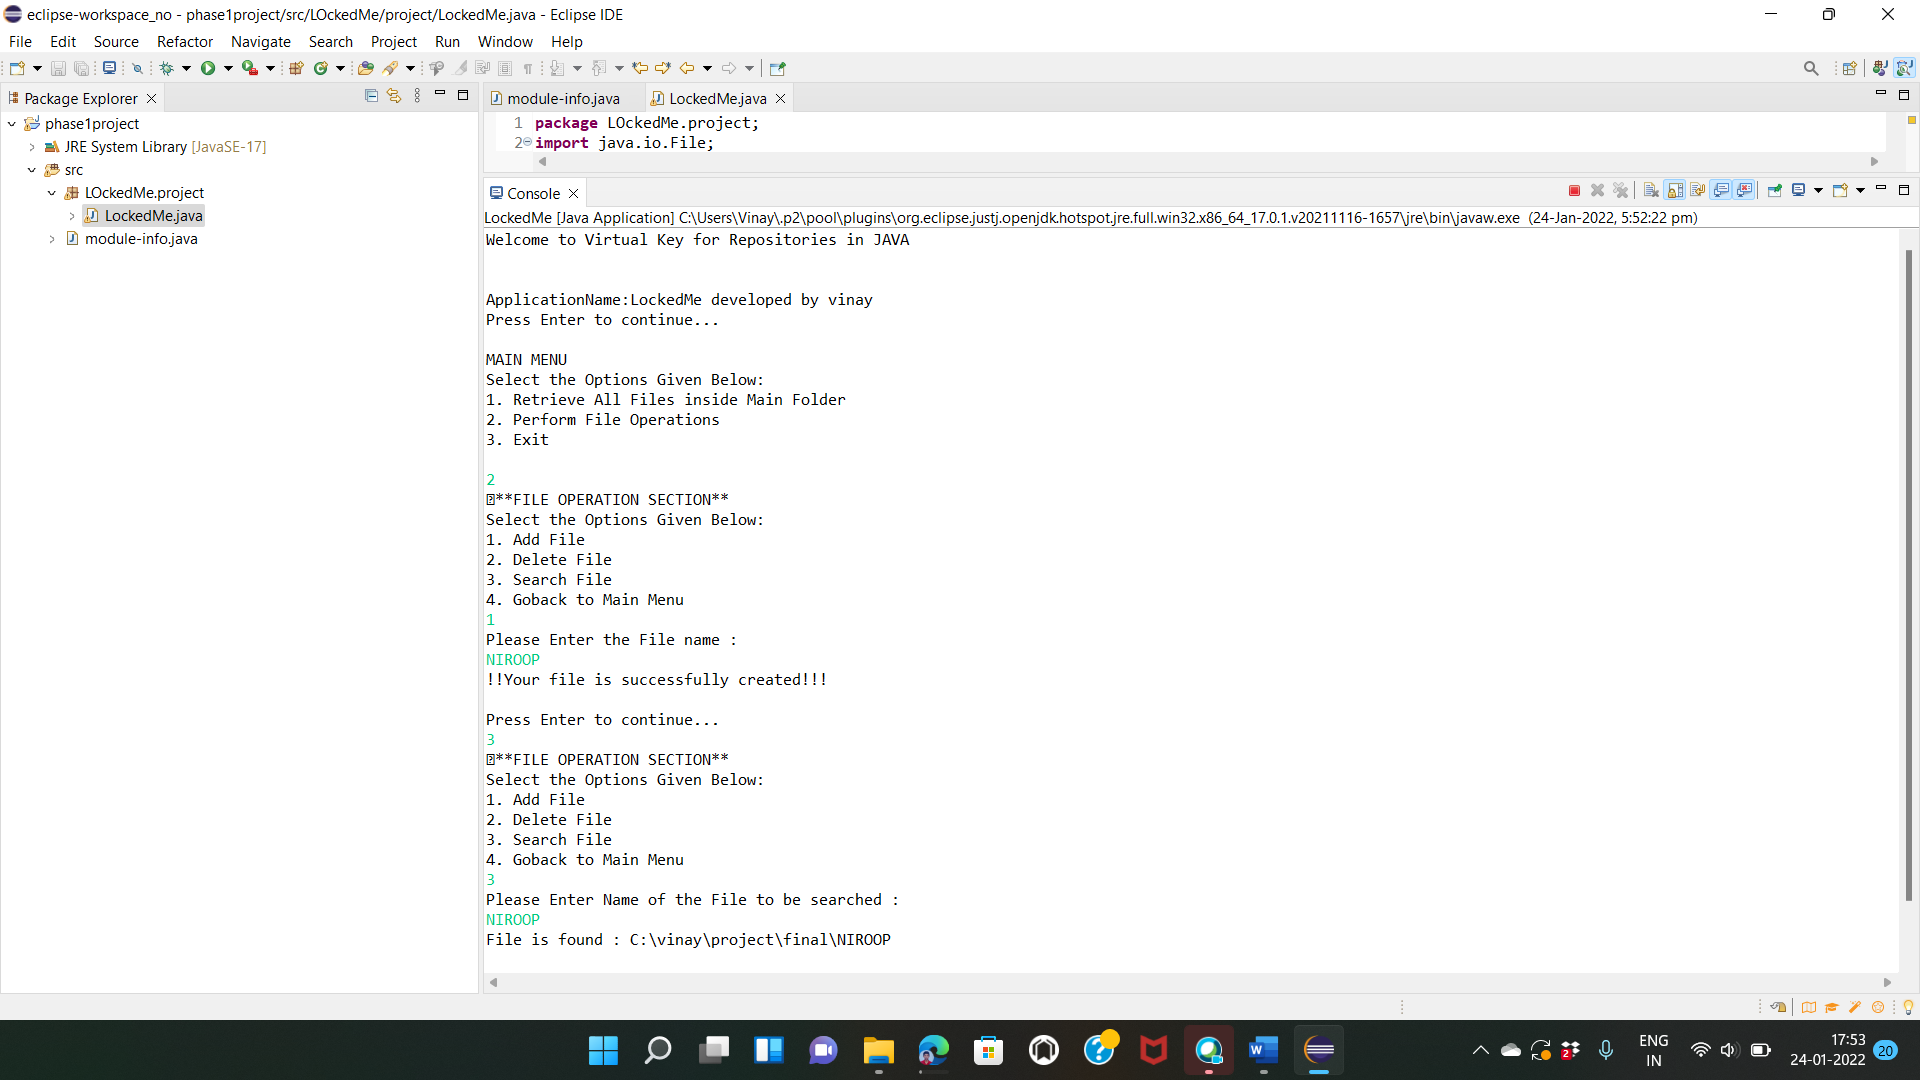 eclipse-workspace_no - phase1project/src/LOckedMe/project/LockedMe.java - Eclipse IDE
File Edit Source Refactor Navigate Search Project Run Window Help
Package Explorer
phase1project
JRE System Library [JavaSE-17]
src
LOckedMe.project
LockedMe.java
module-info.java
module-info.java LockedMe.java
1 package LOckedMe.project;
2 import java.io.File;
Console
LockedMe [Java Application] C:\Users\Vinay\.p2\pool\plugins\org.eclipse.justj.openjdk.hotspot.jre.full.win32.x86_64_17.0.1.v20211116-1657\jre\bin\javaw.exe (24-Jan-2022, 5:52:22 pm)
Welcome to Virtual Key for Repositories in JAVA
ApplicationName:LockedMe developed by vinay
Press Enter to continue...
MAIN MENU
Select the Options Given Below:
1. Retrieve All Files inside Main Folder
2. Perform File Operations
3. Exit
2
**FILE OPERATION SECTION**
Select the Options Given Below:
1. Add File
2. Delete File
3. Search File
4. Goback to Main Menu
1
Please Enter the File name :
NIROOP
!!Your file is successfully created!!!
Press Enter to continue...
3
**FILE OPERATION SECTION**
Select the Options Given Below:
1. Add File
2. Delete File
3. Search File
4. Goback to Main Menu
3
Please Enter Name of the File to be searched :
NIROOP
File is found : C:\vinay\project\final\NIROOP
ENG
IN
17:53
24-01-2022
20
2